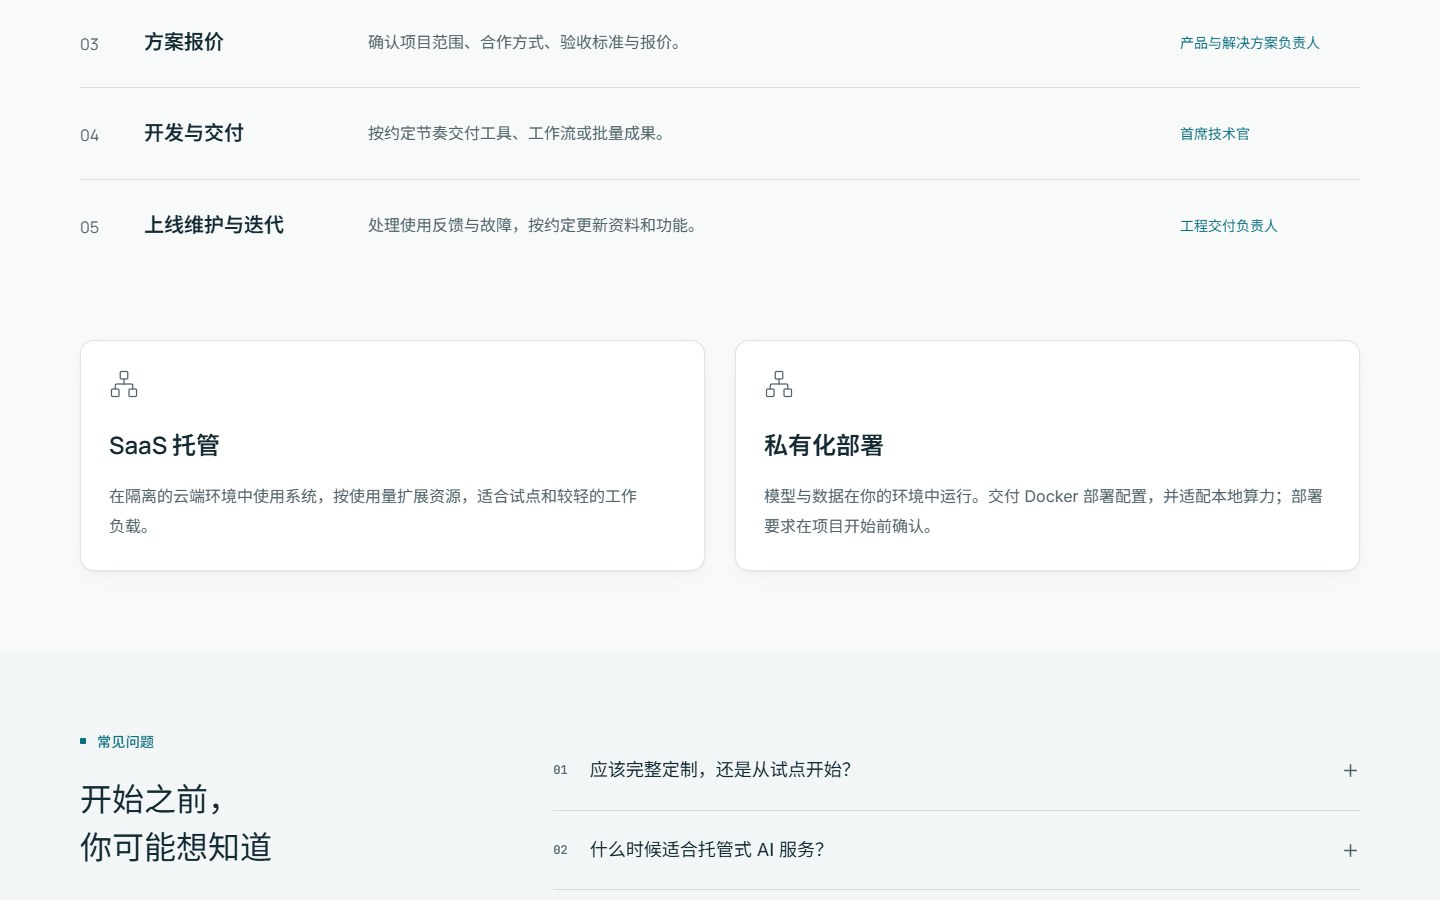 03 方案报价 确认项目范围、合作方式、验收标准与报价。 产品与解决方案负责人
04 开发与交付 按约定节奏交付工具、工作流或批量成果。 首席技术官
05 上线维护与迭代 处理使用反馈与故障，按约定更新资料和功能。 工程交付负责人
SaaS 托管
在隔离的云端环境中使用系统，按使用量扩展资源，适合试点和较轻的工作
负载。
私有化部署
模型与数据在你的环境中运行。交付 Docker 部署配置，并适配本地算力；部署
要求在项目开始前确认。
常见问题
开始之前，
你可能想知道
01 应该完整定制，还是从试点开始？
02 什么时候适合托管式 AI 服务？